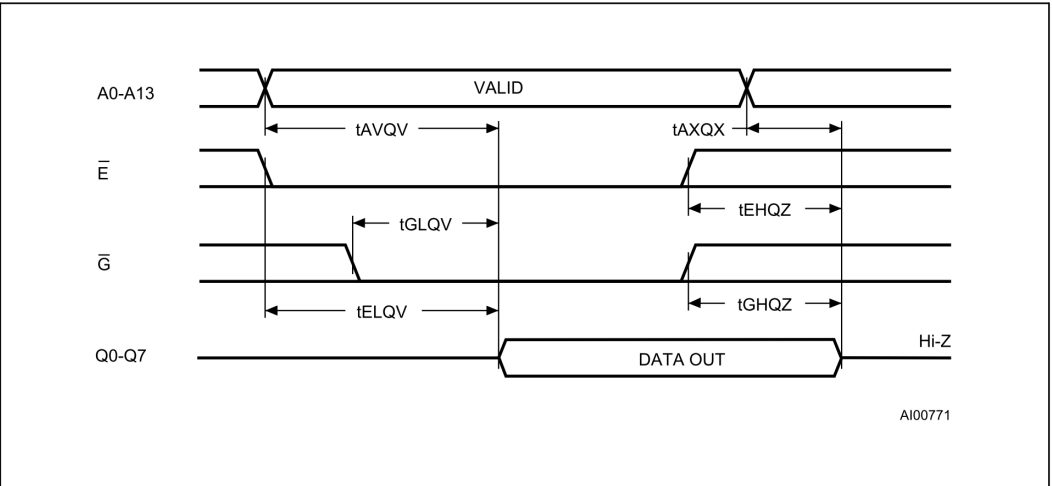 A0-A13
VALID
tAVQV
tAXQX
E̅
tEHQZ
tGLQV
G̅
tGHQZ
tELQV
Q0-Q7
DATA OUT
Hi-Z
AI00771